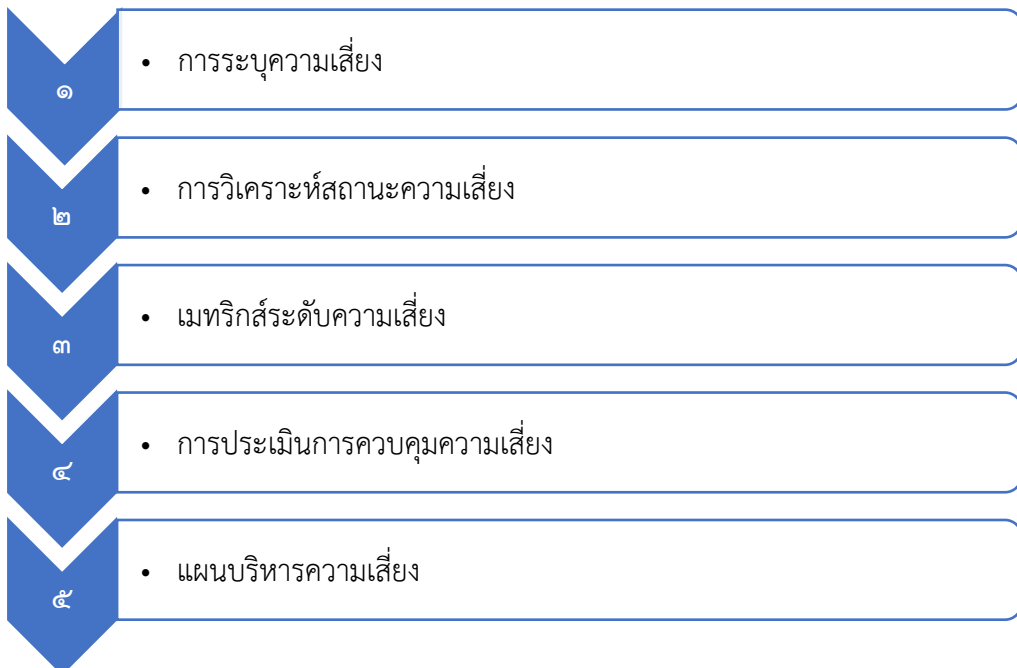 ๑
• การระบุความเสี่ยง
๒
• การวิเคราะห์สถานะความเสี่ยง
๓
• เมทริกส์ระดับความเสี่ยง
๔
• การประเมินการควบคุมความเสี่ยง
๕
• แผนบริหารความเสี่ยง